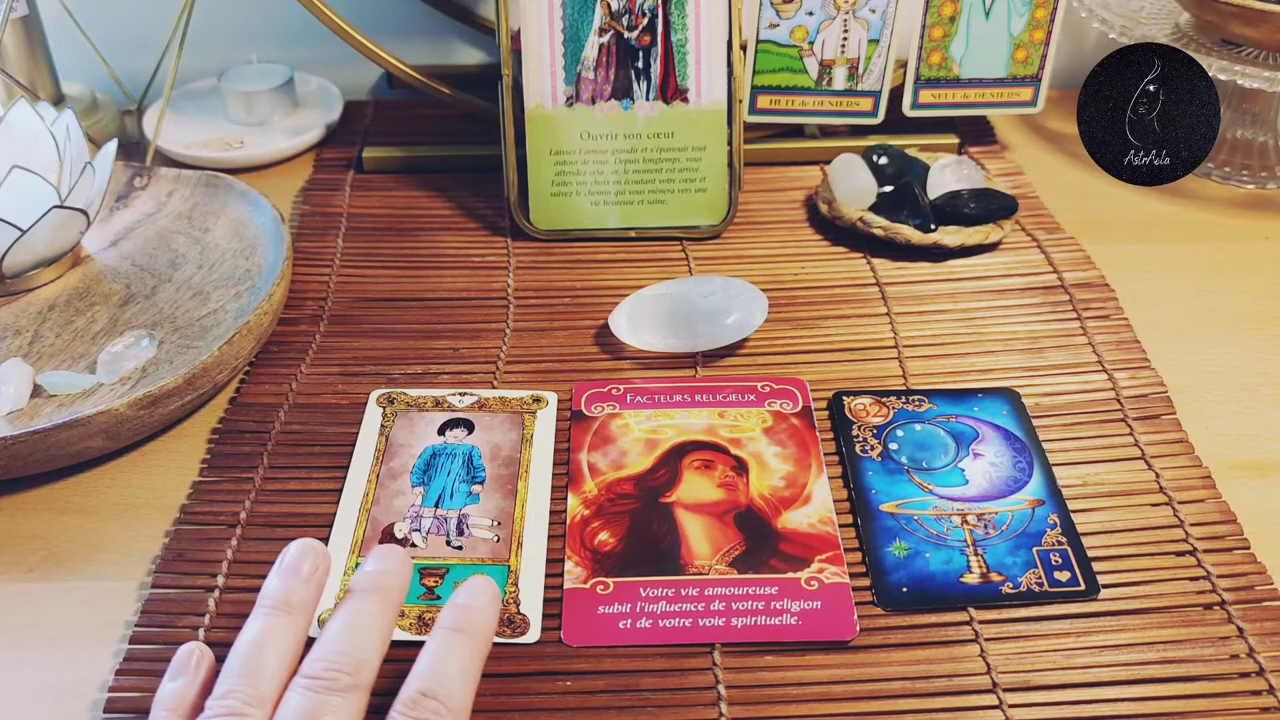 Ouvrir son cœur
Laissez l'amour grandir et s'épanouir tout
autour de vous. Depuis longtemps, vous
attendez cela ; or, le moment est arrivé.
Faites vos choix en écoutant votre cœur et
suivez le chemin qui vous mènera vers une
vie heureuse et saine.
HUIT de DENIERS
NEUF de DENIERS
AstrAela
6
FACTEURS RELIGIEUX
Votre vie amoureuse
subit l'influence de votre religion
et de votre voie spirituelle.
32
8